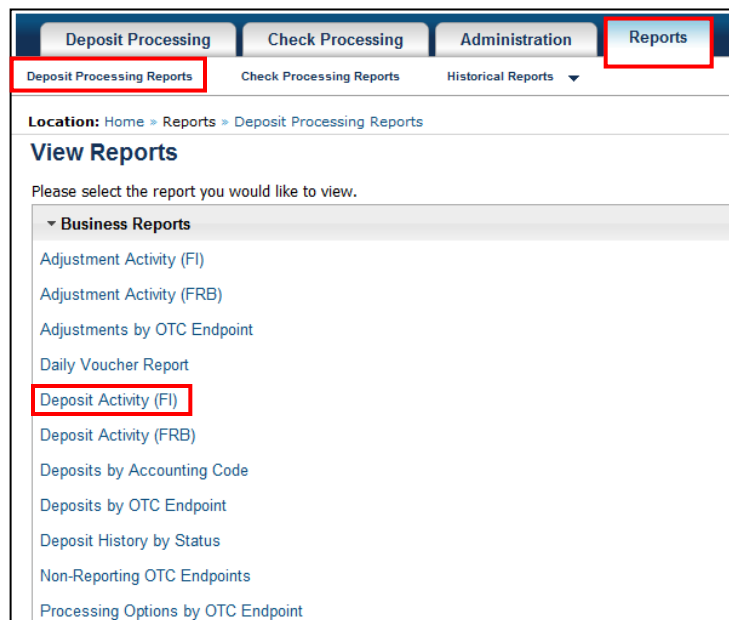 Deposit Processing Check Processing Administration Reports
Deposit Processing Reports Check Processing Reports Historical Reports
Location: Home » Reports » Deposit Processing Reports
View Reports
Please select the report you would like to view.
Business Reports
Adjustment Activity (FI)
Adjustment Activity (FRB)
Adjustments by OTC Endpoint
Daily Voucher Report
Deposit Activity (FI)
Deposit Activity (FRB)
Deposits by Accounting Code
Deposits by OTC Endpoint
Deposit History by Status
Non-Reporting OTC Endpoints
Processing Options by OTC Endpoint